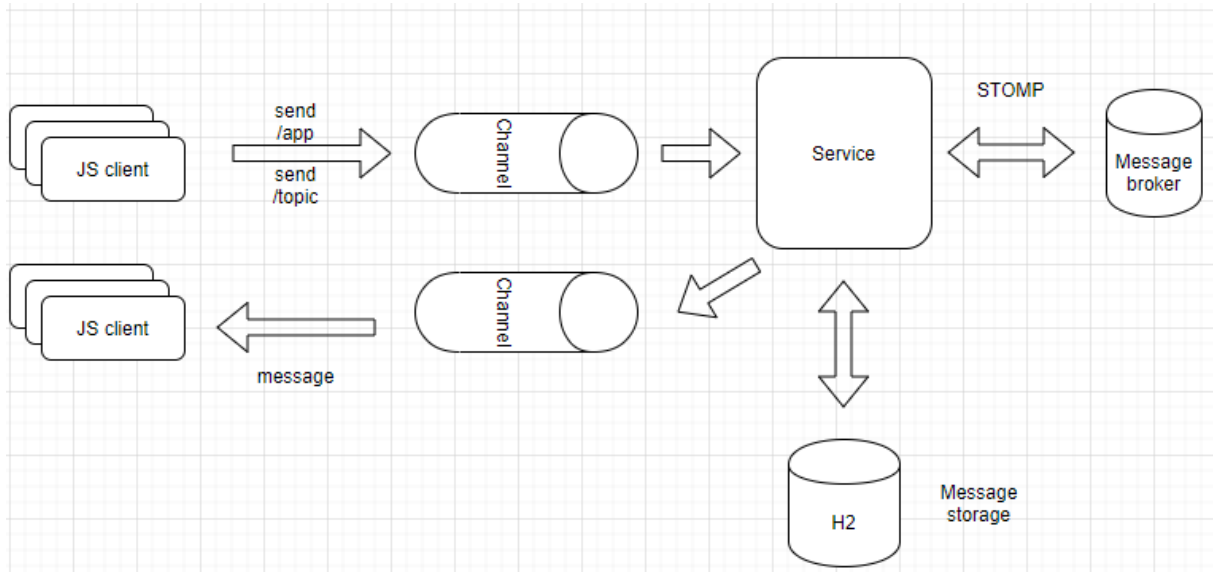 send
/app
JS client
send
/topic
Channel
Service
STOMP
Message
broker
JS client
Channel
message
H2
Message
storage